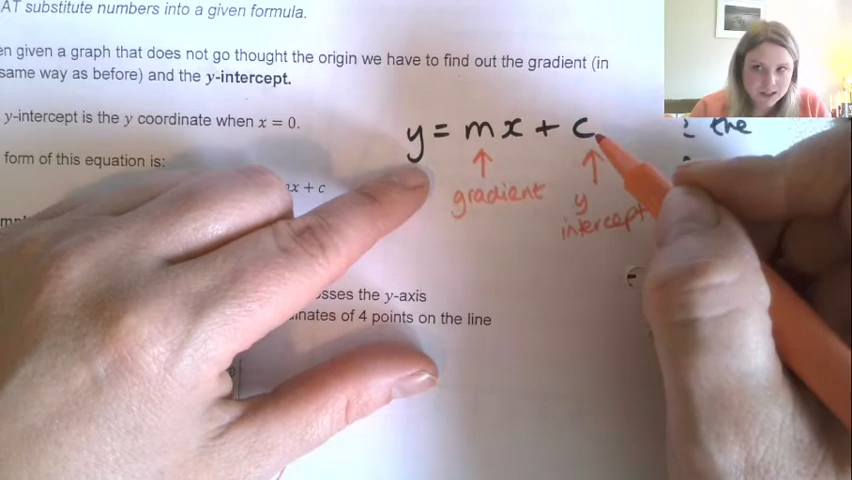 AT substitute numbers into a given formula.
en given a graph that does not go thought the origin we have to find out the gradient (in
same way as before) and the y-intercept.
y-intercept is the y coordinate when x = 0.
form of this equation is:
x + c
y = mx + c
the
gradient
y
intercept
sses the y-axis
inates of 4 points on the line